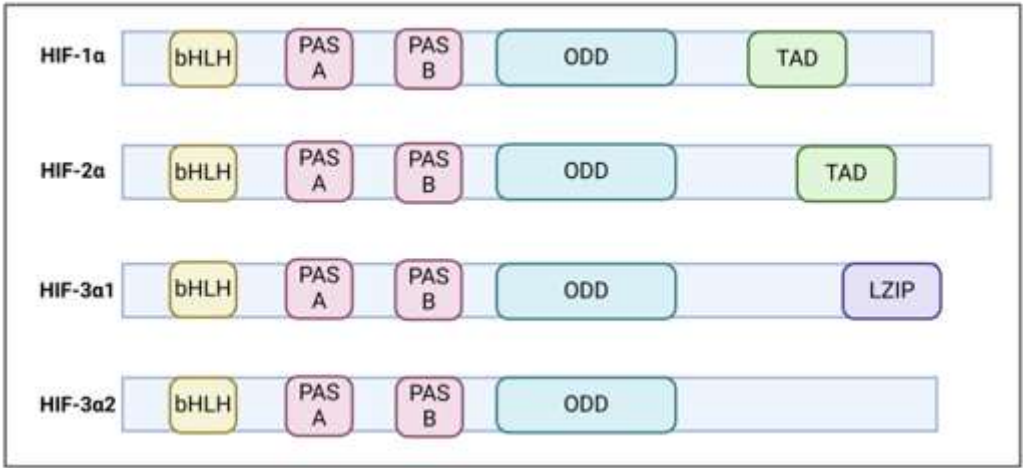 HIF-1α bHLH PAS A PAS B ODD TAD
HIF-2α bHLH PAS A PAS B ODD TAD
HIF-3α1 bHLH PAS A PAS B ODD LZIP
HIF-3α2 bHLH PAS A PAS B ODD